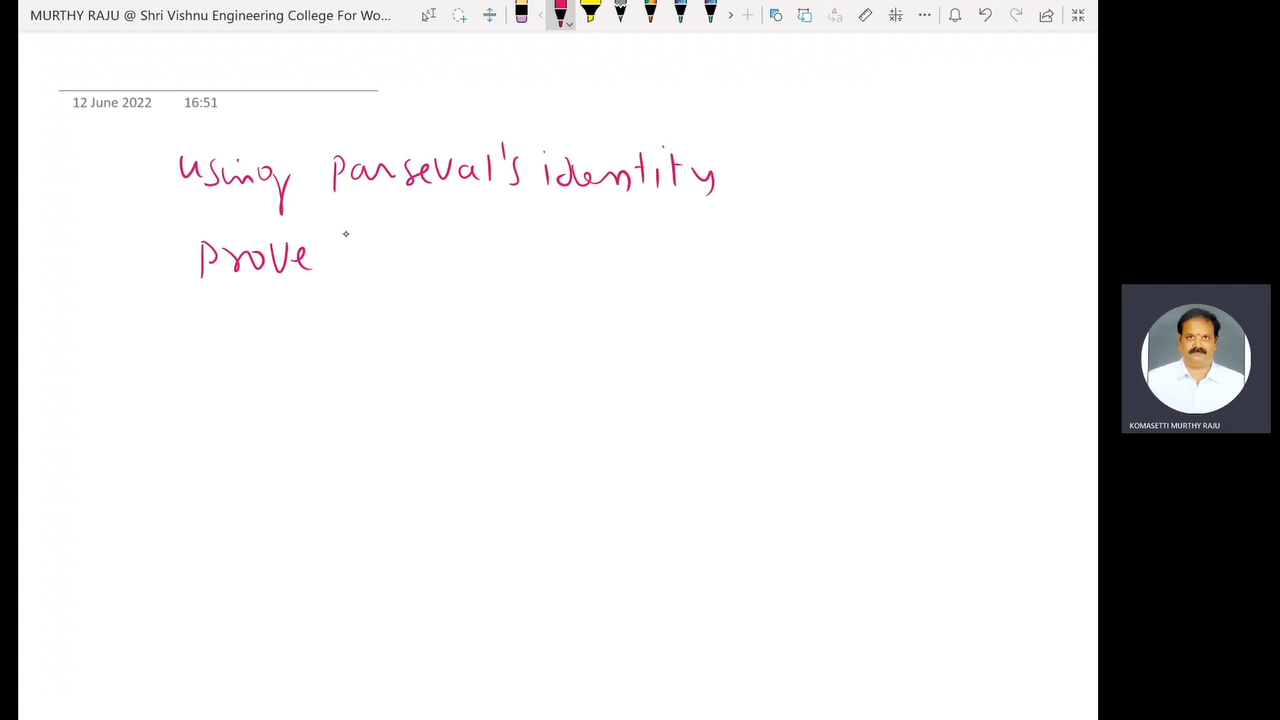 MURTHY RAJU @ Shri Vishnu Engineering College For Wo...
12 June 2022 16:51
using parseval's identity
prove
KOMASETTI MURTHY RAJU